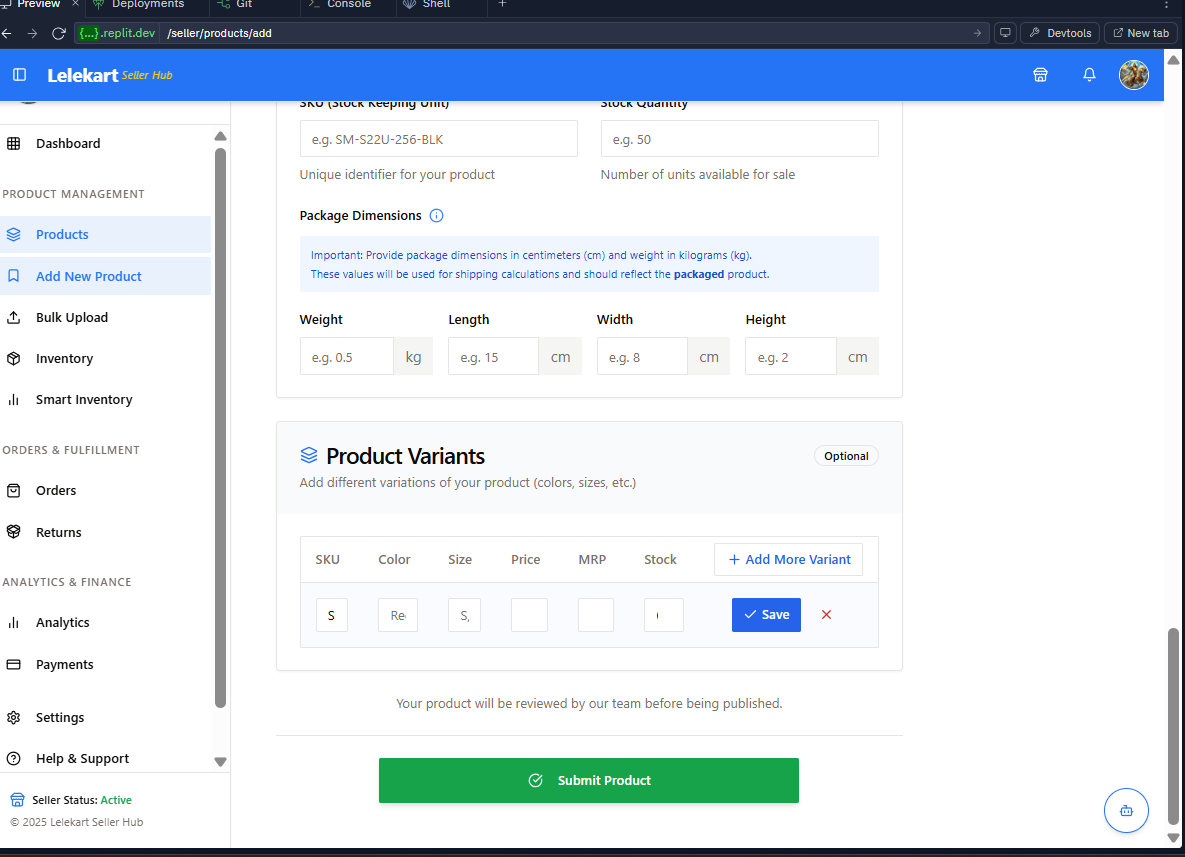 Preview
Deployments
Git
Console
Shell
{...}.replit.dev /seller/products/add
Devtools
New tab
Lelekart Seller Hub
Dashboard
PRODUCT MANAGEMENT
Products
Add New Product
Bulk Upload
Inventory
Smart Inventory
ORDERS & FULFILLMENT
Orders
Returns
ANALYTICS & FINANCE
Analytics
Payments
Settings
Help & Support
Seller Status: Active
© 2025 Lelekart Seller Hub
SKU (Stock Keeping Unit)
Stock Quantity
e.g. SM-S22U-256-BLK
e.g. 50
Unique identifier for your product
Number of units available for sale
Package Dimensions
Important: Provide package dimensions in centimeters (cm) and weight in kilograms (kg).
These values will be used for shipping calculations and should reflect the packaged product.
Weight Length Width Height
e.g. 0.5 kg e.g. 15 cm e.g. 8 cm e.g. 2 cm
Product Variants
Optional
Add different variations of your product (colors, sizes, etc.)
SKU Color Size Price MRP Stock + Add More Variant
S Re S, Save
Your product will be reviewed by our team before being published.
Submit Product